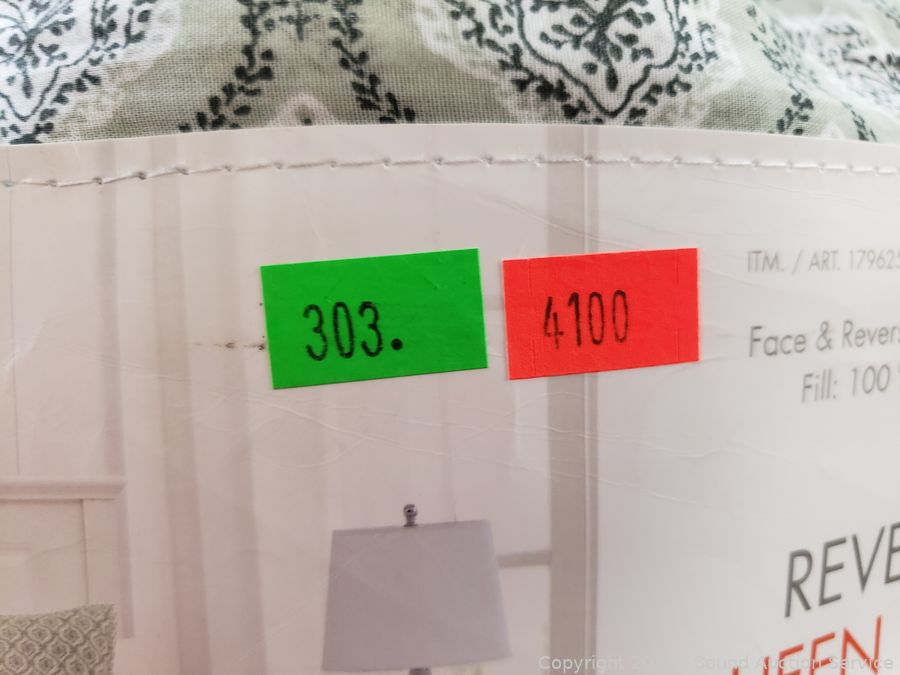 ITM. / ART. 179625
303.
4100
Face & Revers
Fill: 100
REVE
Copyright Sound Auction Service